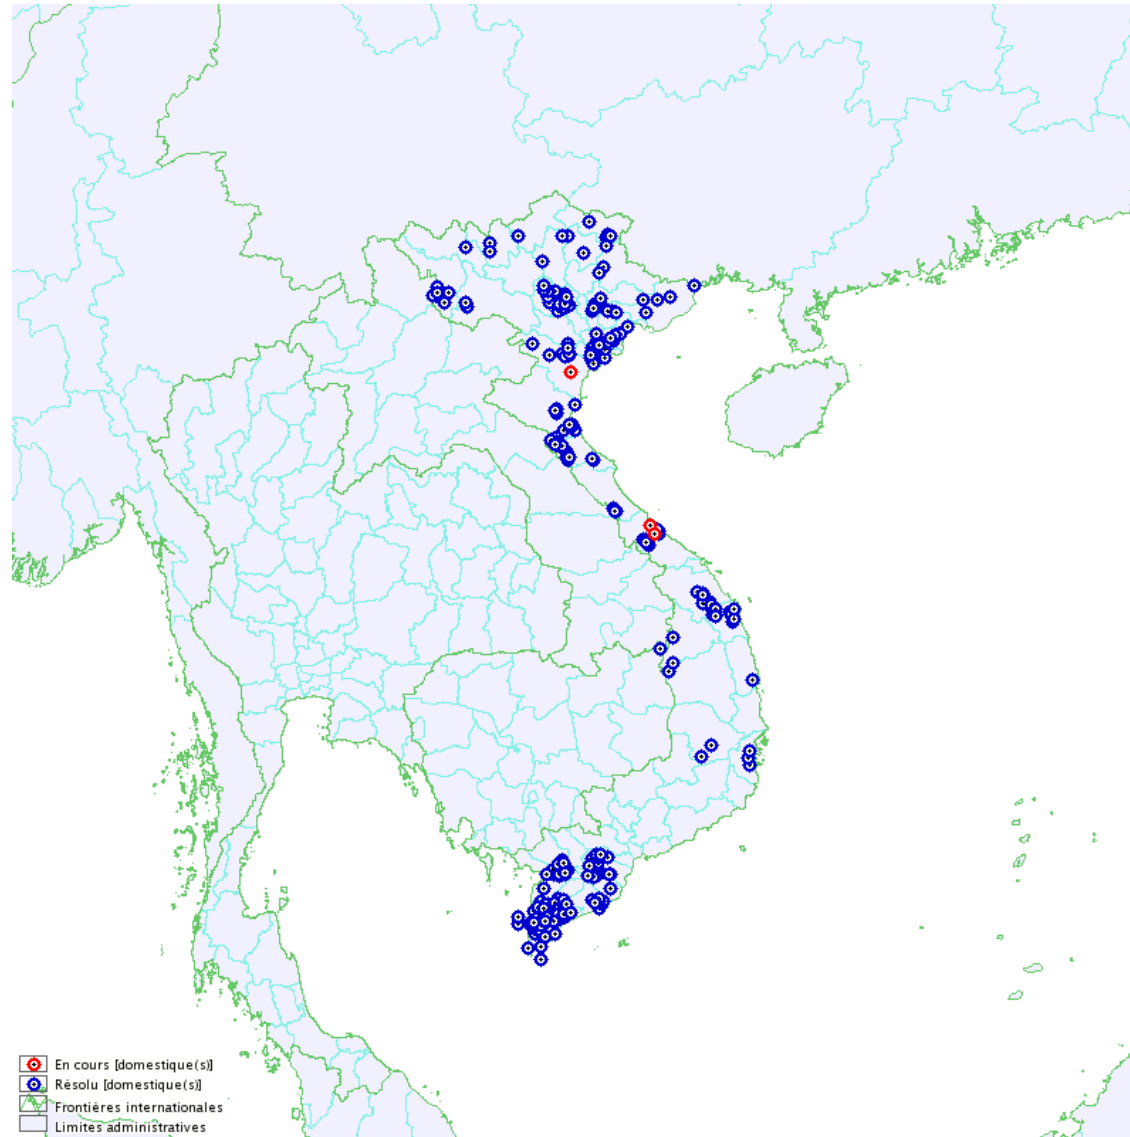 En cours [domestique(s)]
Résolu [domestique(s)]
Frontières internationales
Limites administratives